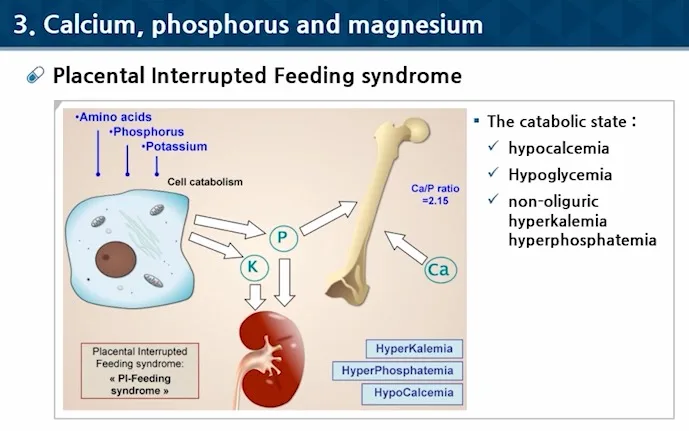 3. Calcium, phosphorus and magnesium
Placental Interrupted Feeding syndrome
•Amino acids
•Phosphorus
•Potassium
Cell catabolism
Ca/P ratio
=2.15
P
K
Ca
Placental Interrupted
Feeding syndrome:
« PI-Feeding
syndrome »
HyperKalemia
HyperPhosphatemia
HypoCalcemia
▪ The catabolic state :
✓ hypocalcemia
✓ Hypoglycemia
✓ non-oliguric
hyperkalemia
hyperphosphatemia